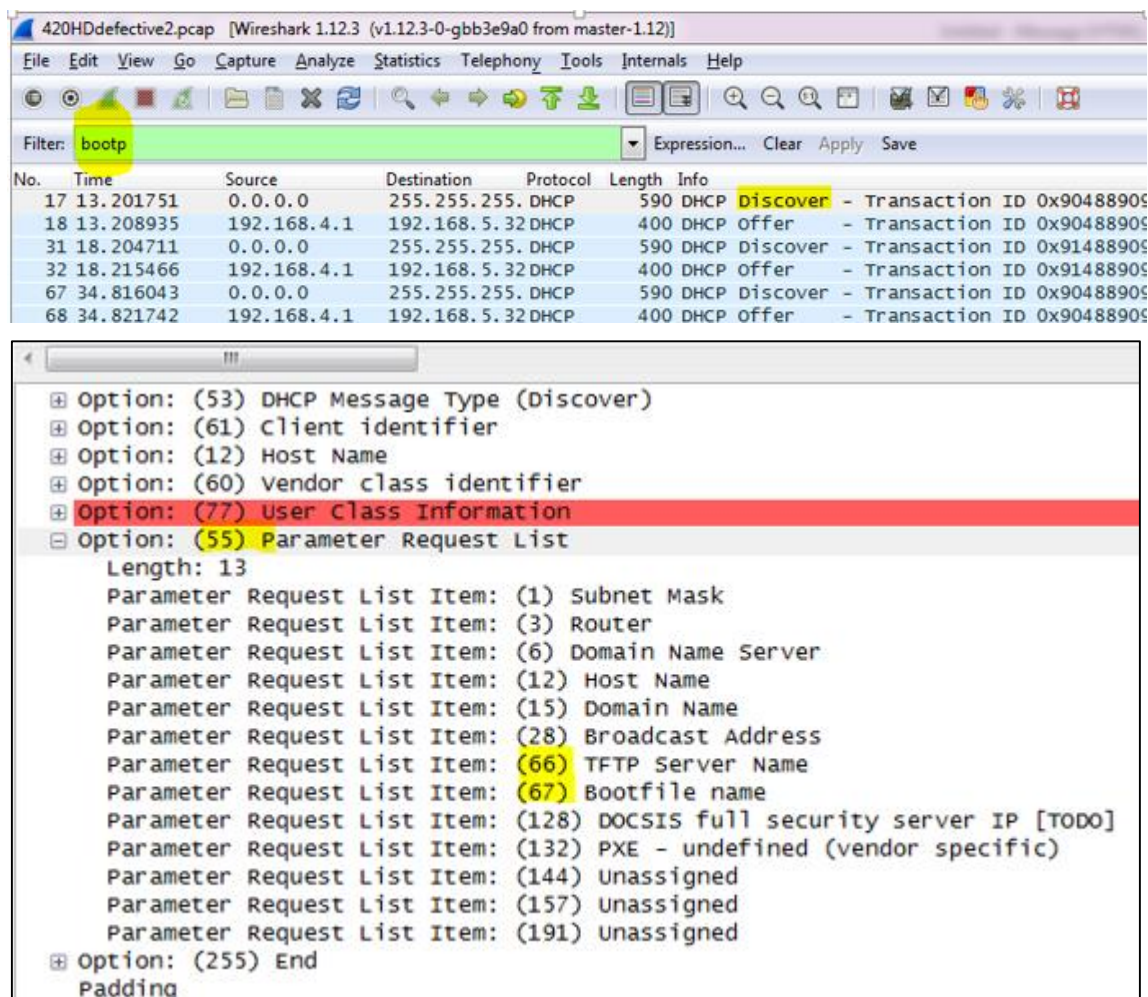 420HDdefective2.pcap [Wireshark 1.12.3 (v1.12.3-0-gbb3e9a0 from master-1.12)]
File Edit View Go Capture Analyze Statistics Telephony Tools Internals Help
Filter: bootp Expression... Clear Apply Save
No. Time Source Destination Protocol Length Info
17 13.201751 0.0.0.0 255.255.255. DHCP 590 DHCP Discover - Transaction ID 0x90488909
18 13.208935 192.168.4.1 192.168.5.32 DHCP 400 DHCP Offer - Transaction ID 0x90488909
31 18.204711 0.0.0.0 255.255.255. DHCP 590 DHCP Discover - Transaction ID 0x91488909
32 18.215466 192.168.4.1 192.168.5.32 DHCP 400 DHCP Offer - Transaction ID 0x91488909
67 34.816043 0.0.0.0 255.255.255. DHCP 590 DHCP Discover - Transaction ID 0x90488909
68 34.821742 192.168.4.1 192.168.5.32 DHCP 400 DHCP Offer - Transaction ID 0x90488909
Option: (53) DHCP Message Type (Discover)
Option: (61) Client identifier
Option: (12) Host Name
Option: (60) Vendor class identifier
Option: (77) User Class Information
Option: (55) Parameter Request List
Length: 13
Parameter Request List Item: (1) Subnet Mask
Parameter Request List Item: (3) Router
Parameter Request List Item: (6) Domain Name Server
Parameter Request List Item: (12) Host Name
Parameter Request List Item: (15) Domain Name
Parameter Request List Item: (28) Broadcast Address
Parameter Request List Item: (66) TFTP Server Name
Parameter Request List Item: (67) Bootfile name
Parameter Request List Item: (128) DOCSIS full security server IP [TODO]
Parameter Request List Item: (132) PXE - undefined (vendor specific)
Parameter Request List Item: (144) Unassigned
Parameter Request List Item: (157) Unassigned
Parameter Request List Item: (191) Unassigned
Option: (255) End
Padding